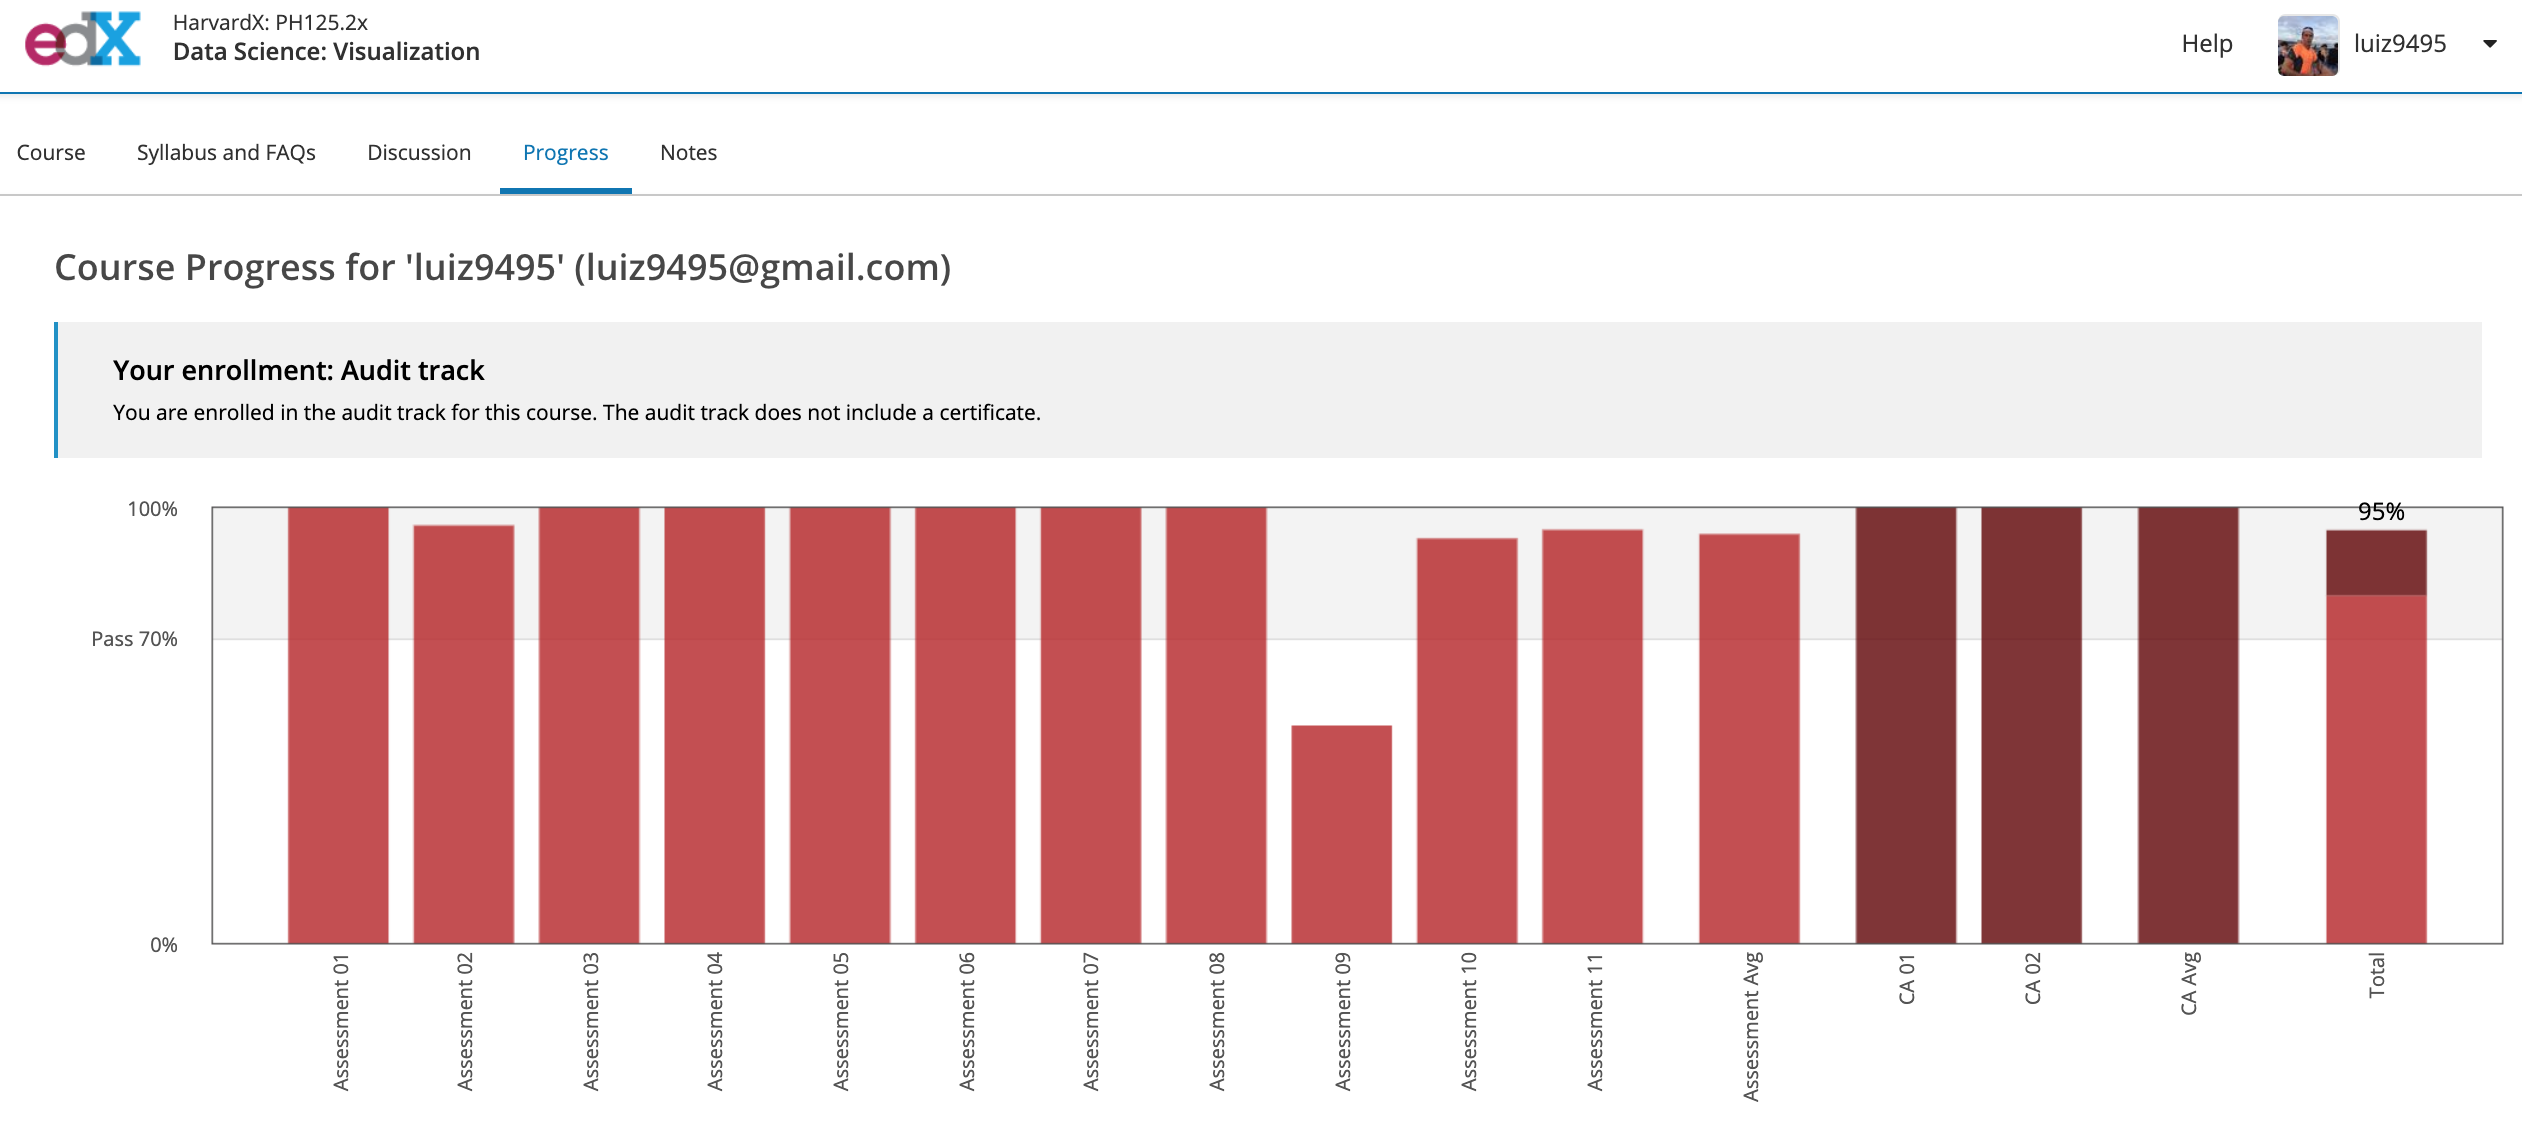 edX
HarvardX: PH125.2x
Data Science: Visualization
Help
luiz9495
Course
Syllabus and FAQs
Discussion
Progress
Notes
Course Progress for 'luiz9495' (luiz9495@gmail.com)
Your enrollment: Audit track
You are enrolled in the audit track for this course. The audit track does not include a certificate.
100%
95%
Pass 70%
0%
Assessment 01
Assessment 02
Assessment 03
Assessment 04
Assessment 05
Assessment 06
Assessment 07
Assessment 08
Assessment 09
Assessment 10
Assessment 11
Assessment Avg
CA 01
CA 02
CA Avg
Total